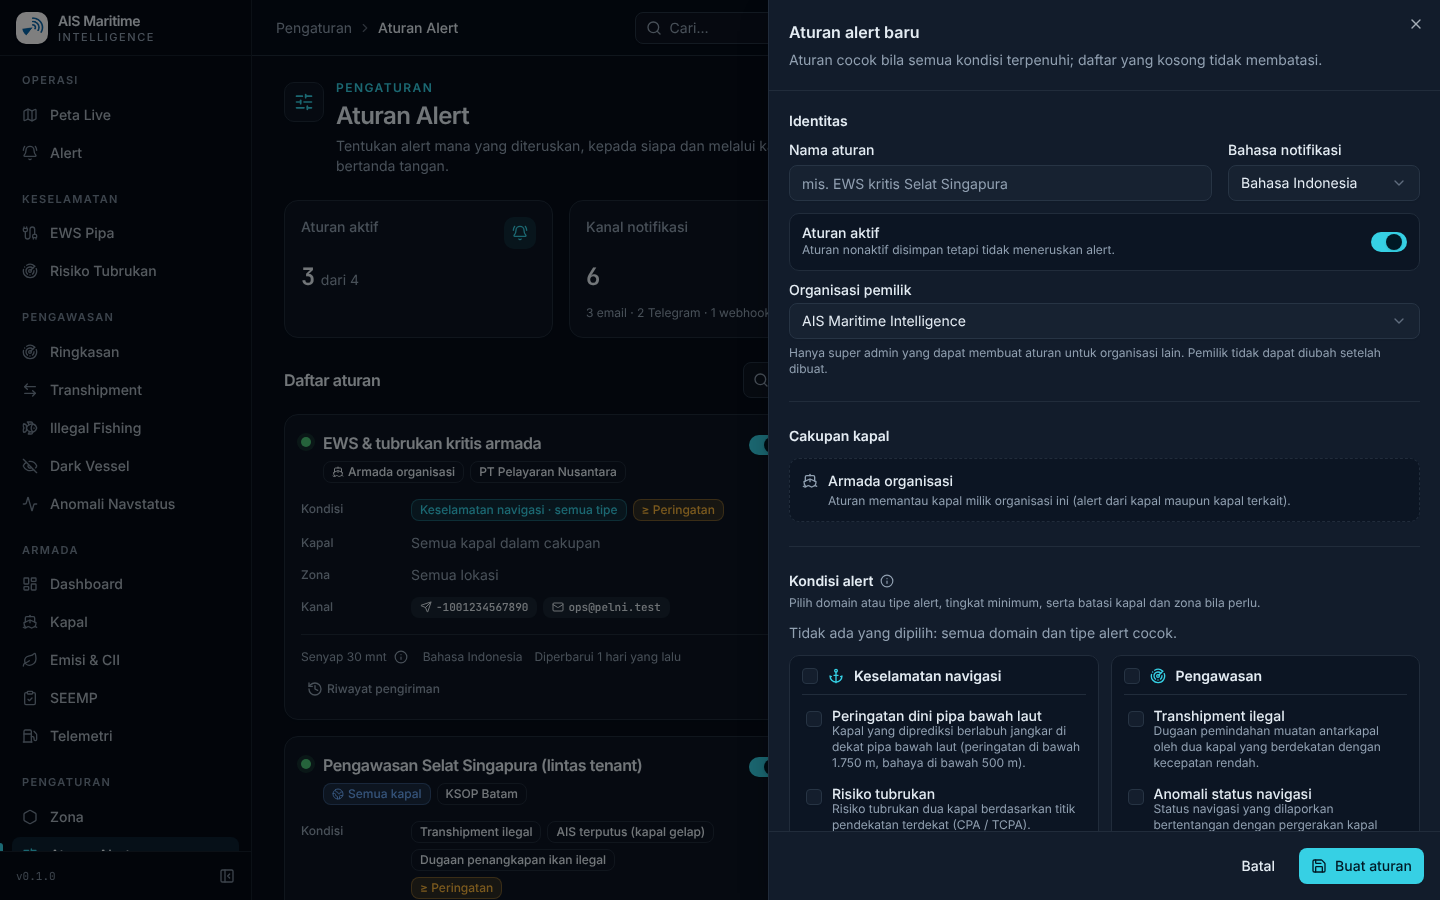 AIS Maritime
INTELLIGENCE
OPERASI
Peta Live
Alert
KESELAMATAN
EWS Pipa
Risiko Tubrukan
PENGAWASAN
Ringkasan
Transhipment
Illegal Fishing
Dark Vessel
Anomali Navstatus
ARMADA
Dashboard
Kapal
Emisi & CII
SEEMP
Telemetri
PENGATURAN
Zona
v0.1.0
Pengaturan > Aturan Alert
Cari...
PENGATURAN
Aturan Alert
Tentukan alert mana yang diteruskan, kepada siapa dan melalui
bertanda tangan.
Aturan aktif
3 dari 4
Kanal notifikasi
6
3 email · 2 Telegram · 1 webhook
Daftar aturan
EWS & tubrukan kritis armada
Armada organisasi
PT Pelayaran Nusantara
Kondisi
Keselamatan navigasi · semua tipe
≥ Peringatan
Kapal
Semua kapal dalam cakupan
Zona
Semua lokasi
Kanal
-1001234567890
ops@pelni.test
Senyap 30 mnt
Bahasa Indonesia
Diperbarui 1 hari yang lalu
Riwayat pengiriman
Pengawasan Selat Singapura (lintas tenant)
Semua kapal
KSOP Batam
Kondisi
Transhipment ilegal
AIS terputus (kapal gelap)
Dugaan penangkapan ikan ilegal
≥ Peringatan
Aturan alert baru
Aturan cocok bila semua kondisi terpenuhi; daftar yang kosong tidak membatasi.
Identitas
Nama aturan
mis. EWS kritis Selat Singapura
Bahasa notifikasi
Bahasa Indonesia
Aturan aktif
Aturan nonaktif disimpan tetapi tidak meneruskan alert.
Organisasi pemilik
AIS Maritime Intelligence
Hanya super admin yang dapat membuat aturan untuk organisasi lain. Pemilik tidak dapat diubah setelah
dibuat.
Cakupan kapal
Armada organisasi
Aturan memantau kapal milik organisasi ini (alert dari kapal maupun kapal terkait).
Kondisi alert
Pilih domain atau tipe alert, tingkat minimum, serta batasi kapal dan zona bila perlu.
Tidak ada yang dipilih: semua domain dan tipe alert cocok.
Keselamatan navigasi
Peringatan dini pipa bawah laut
Kapal yang diprediksi berlabuh jangkar di
dekat pipa bawah laut (peringatan di bawah
1.750 m, bahaya di bawah 500 m).
Risiko tubrukan
Risiko tubrukan dua kapal berdasarkan titik
pendekatan terdekat (CPA / TCPA).
Pengawasan
Transhipment ilegal
Dugaan pemindahan muatan antarkapal
oleh dua kapal yang berdekatan dengan
kecepatan rendah.
Anomali status navigasi
Status navigasi yang dilaporkan
bertentangan dengan pergerakan kapal
Batal
Buat aturan